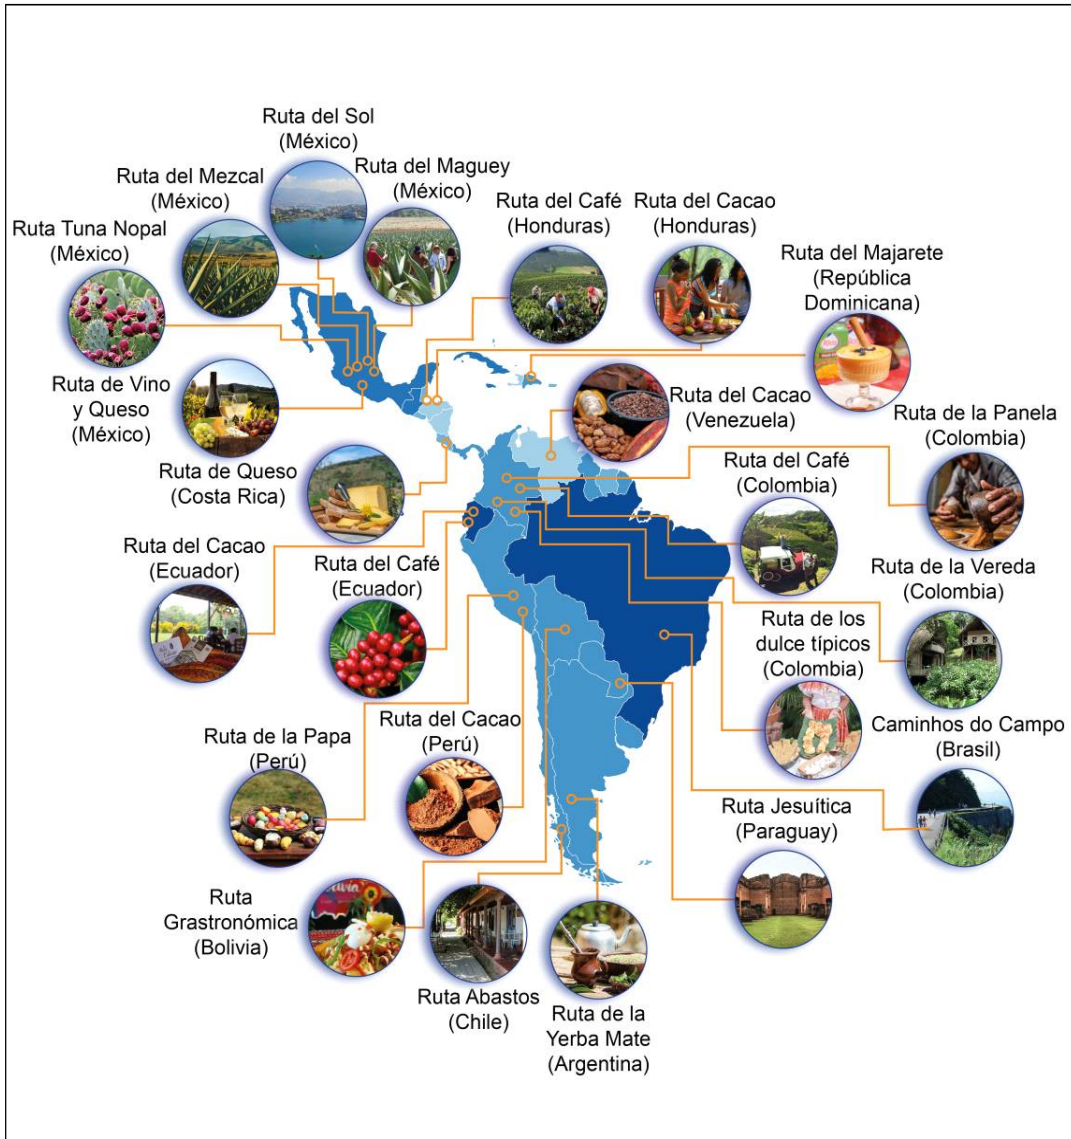 Ruta del Sol
(México)
Ruta del Mezcal
(México)
Ruta del Maguey
(México)
Ruta del Café
(Honduras)
Ruta del Cacao
(Honduras)
Ruta Tuna Nopal
(México)
Ruta del Majarete
(República
Dominicana)
Ruta de Vino
y Queso
(México)
Ruta del Cacao
(Venezuela)
Ruta de la Panela
(Colombia)
Ruta de Queso
(Costa Rica)
Ruta del Café
(Colombia)
Ruta del Cacao
(Ecuador)
Ruta del Café
(Ecuador)
Ruta de la Vereda
(Colombia)
Ruta de los
dulce típicos
(Colombia)
Ruta de la Papa
(Perú)
Ruta del Cacao
(Perú)
Caminhos do Campo
(Brasil)
Ruta Jesuítica
(Paraguay)
Ruta
Grastronómica
(Bolivia)
Ruta Abastos
(Chile)
Ruta de la
Yerba Mate
(Argentina)